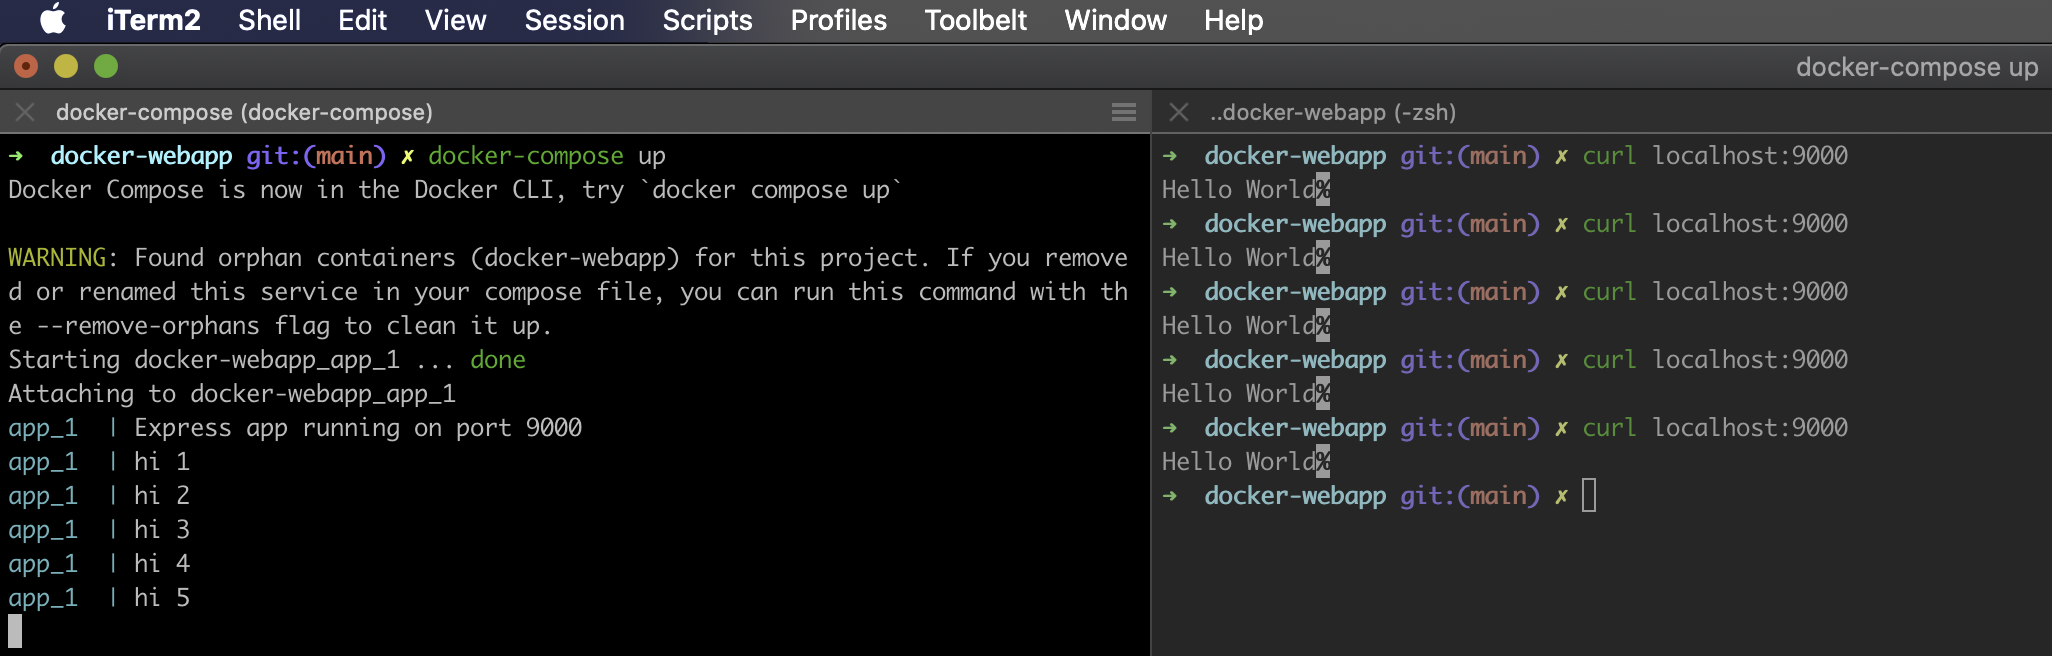 iTerm2 Shell Edit View Session Scripts Profiles Toolbelt Window Help
docker-compose up
docker-compose (docker-compose)
➜ docker-webapp git:(main) ✗ docker-compose up
Docker Compose is now in the Docker CLI, try `docker compose up`
WARNING: Found orphan containers (docker-webapp) for this project. If you remove
d or renamed this service in your compose file, you can run this command with th
e --remove-orphans flag to clean it up.
Starting docker-webapp_app_1 ... done
Attaching to docker-webapp_app_1
app_1  | Express app running on port 9000
app_1  | hi 1
app_1  | hi 2
app_1  | hi 3
app_1  | hi 4
app_1  | hi 5
..docker-webapp (-zsh)
➜ docker-webapp git:(main) ✗ curl localhost:9000
Hello World%
➜ docker-webapp git:(main) ✗ curl localhost:9000
Hello World%
➜ docker-webapp git:(main) ✗ curl localhost:9000
Hello World%
➜ docker-webapp git:(main) ✗ curl localhost:9000
Hello World%
➜ docker-webapp git:(main) ✗ curl localhost:9000
Hello World%
➜ docker-webapp git:(main) ✗